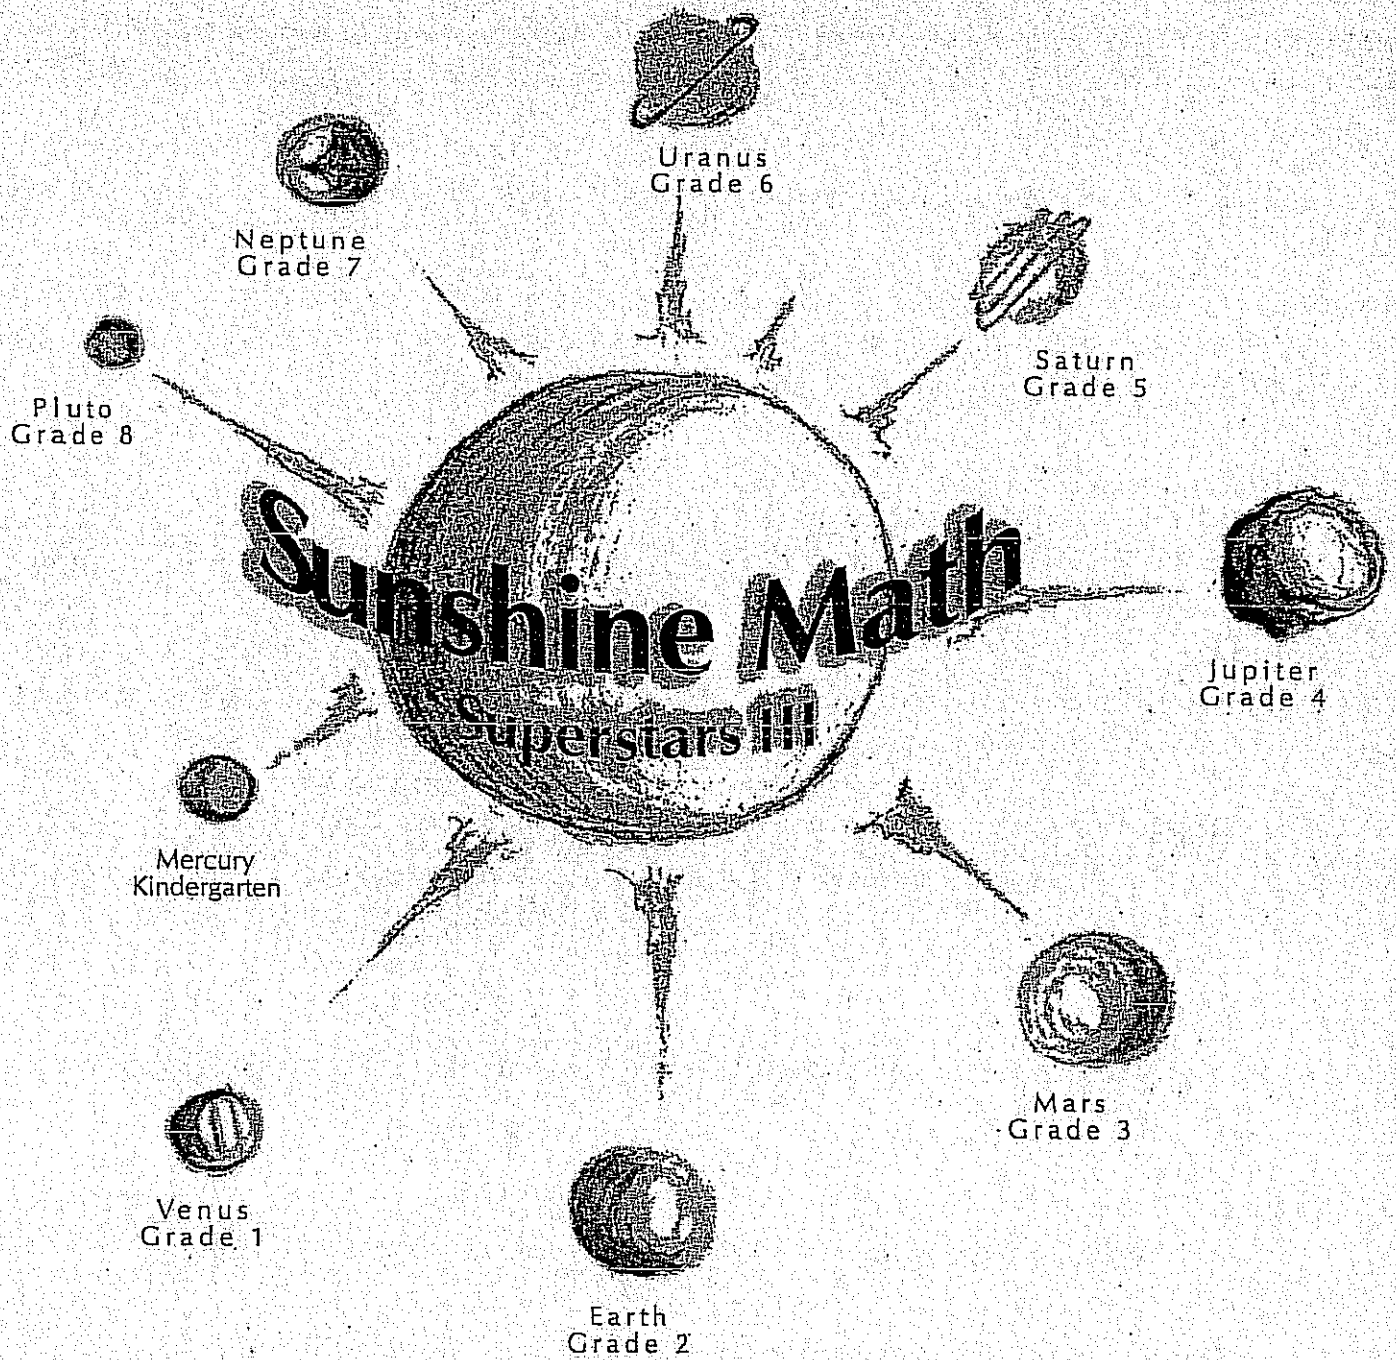 Uranus
Grade 6
Neptune
Grade 7
Saturn
Grade 5
Pluto
Grade 8
Sunshine Math
Superstars III
Jupiter
Grade 4
Mercury
Kindergarten
Mars
Grade 3
Venus
Grade 1
Earth
Grade 2